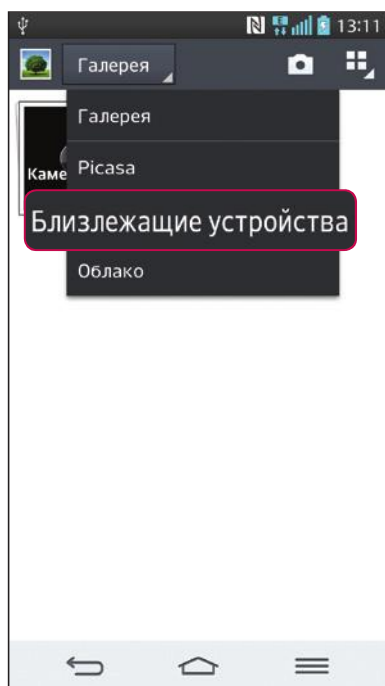 13:11
Галерея
Галерея
Каме
Picasa
Близлежащие устройства
Облако